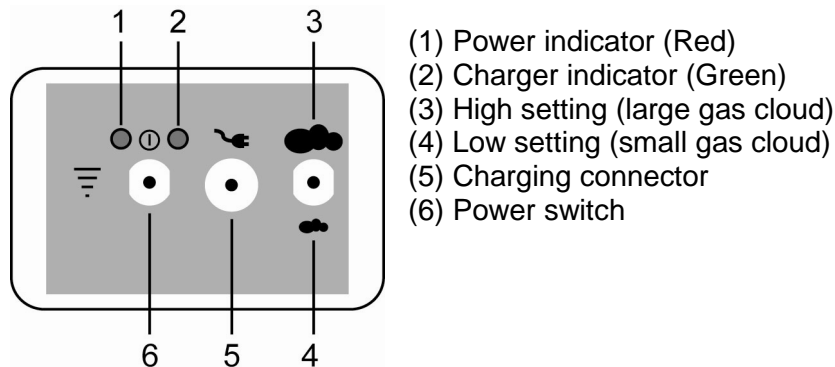 1 2 3
(1) Power indicator (Red)
(2) Charger indicator (Green)
(3) High setting (large gas cloud)
(4) Low setting (small gas cloud)
(5) Charging connector
(6) Power switch
6 5 4